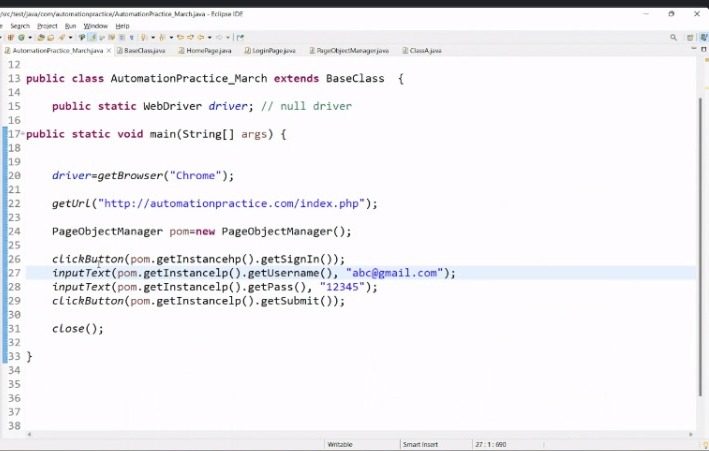 /src/test/java/com/automationpractice/AutomationPractice_March.java - Eclipse IDE
Search Project Run Window Help
AutomationPractice_March.java BaseClass.java HomePage.java LoginPage.java PageObjectManager.java ClassA.java
12
13 public class AutomationPractice_March extends BaseClass {
14
15 public static WebDriver driver; // null driver
16
17 public static void main(String[] args) {
18
19
20 driver=getBrowser("Chrome");
21
22 getUrl("http://automationpractice.com/index.php");
23
24 PageObjectManager pom=new PageObjectManager();
25
26 clickButton(pom.getInstancehp().getSignIn());
27 inputText(pom.getInstancelp().getUsername(), "abc@gmail.com");
28 inputText(pom.getInstancelp().getPass(), "12345");
29 clickButton(pom.getInstancelp().getSubmit());
30
31 close();
32
33 }
34
35
36
37
38
Writable Smart Insert 27 : 1 : 690